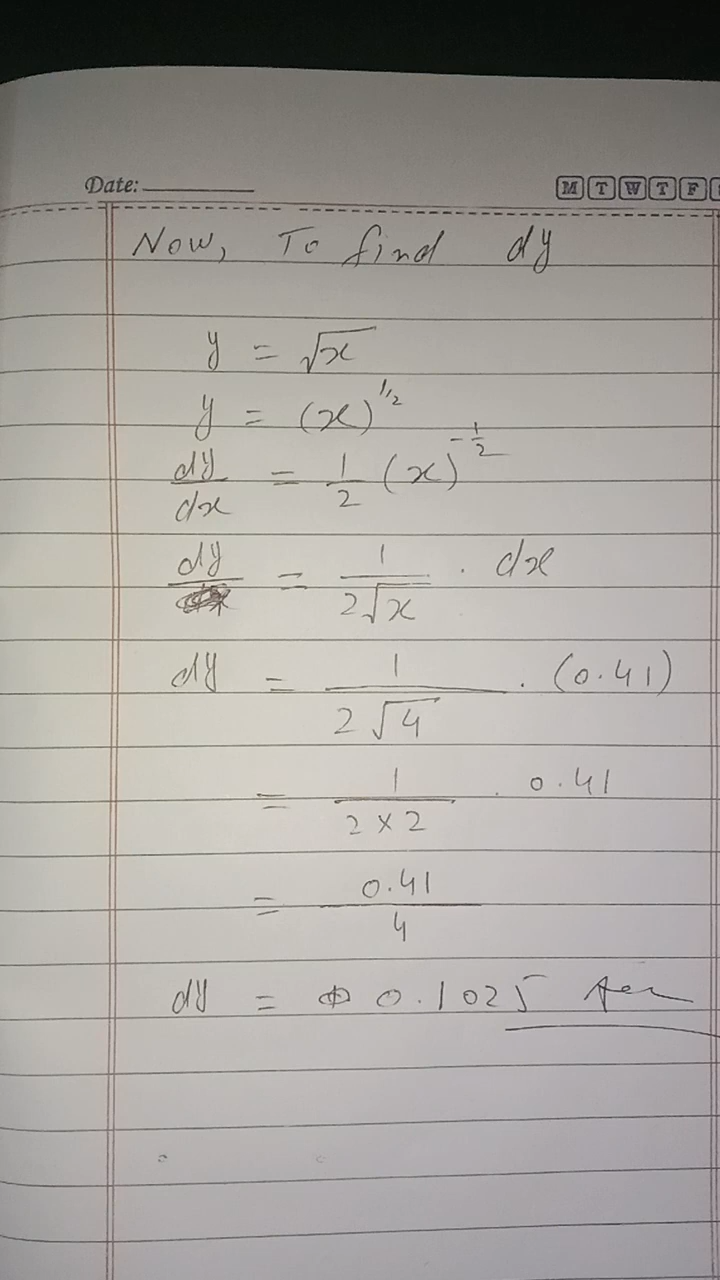 Date:
M T W T F
Now, To find dy
y = √x
y = (x)^1/2
dy/dx = 1/2 (x)^-1/2
dy = 1/2√x . dx
dy = 1/2√4 . (0.41)
= 1/2×2 . 0.41
= 0.41/4
dy = 0.1025